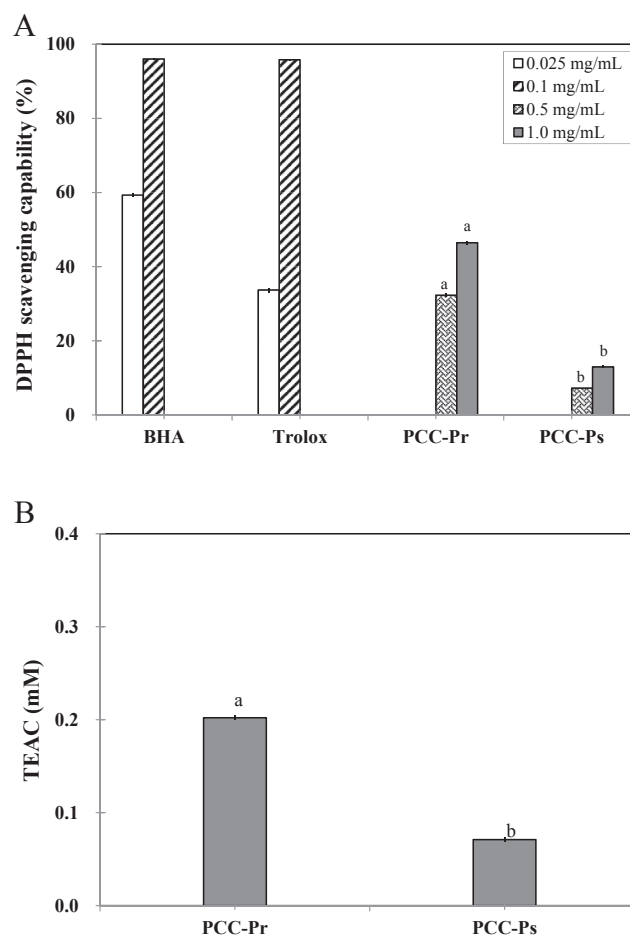 A
DPPH scavenging capability (%)
100
80
60
40
20
0
0.025 mg/mL
0.1 mg/mL
0.5 mg/mL
1.0 mg/mL
a
a
b
b
BHA Trolox PCC-Pr PCC-Ps
B
TEAC (mM)
0.4
0.3
0.2
0.1
0.0
a
b
PCC-Pr PCC-Ps